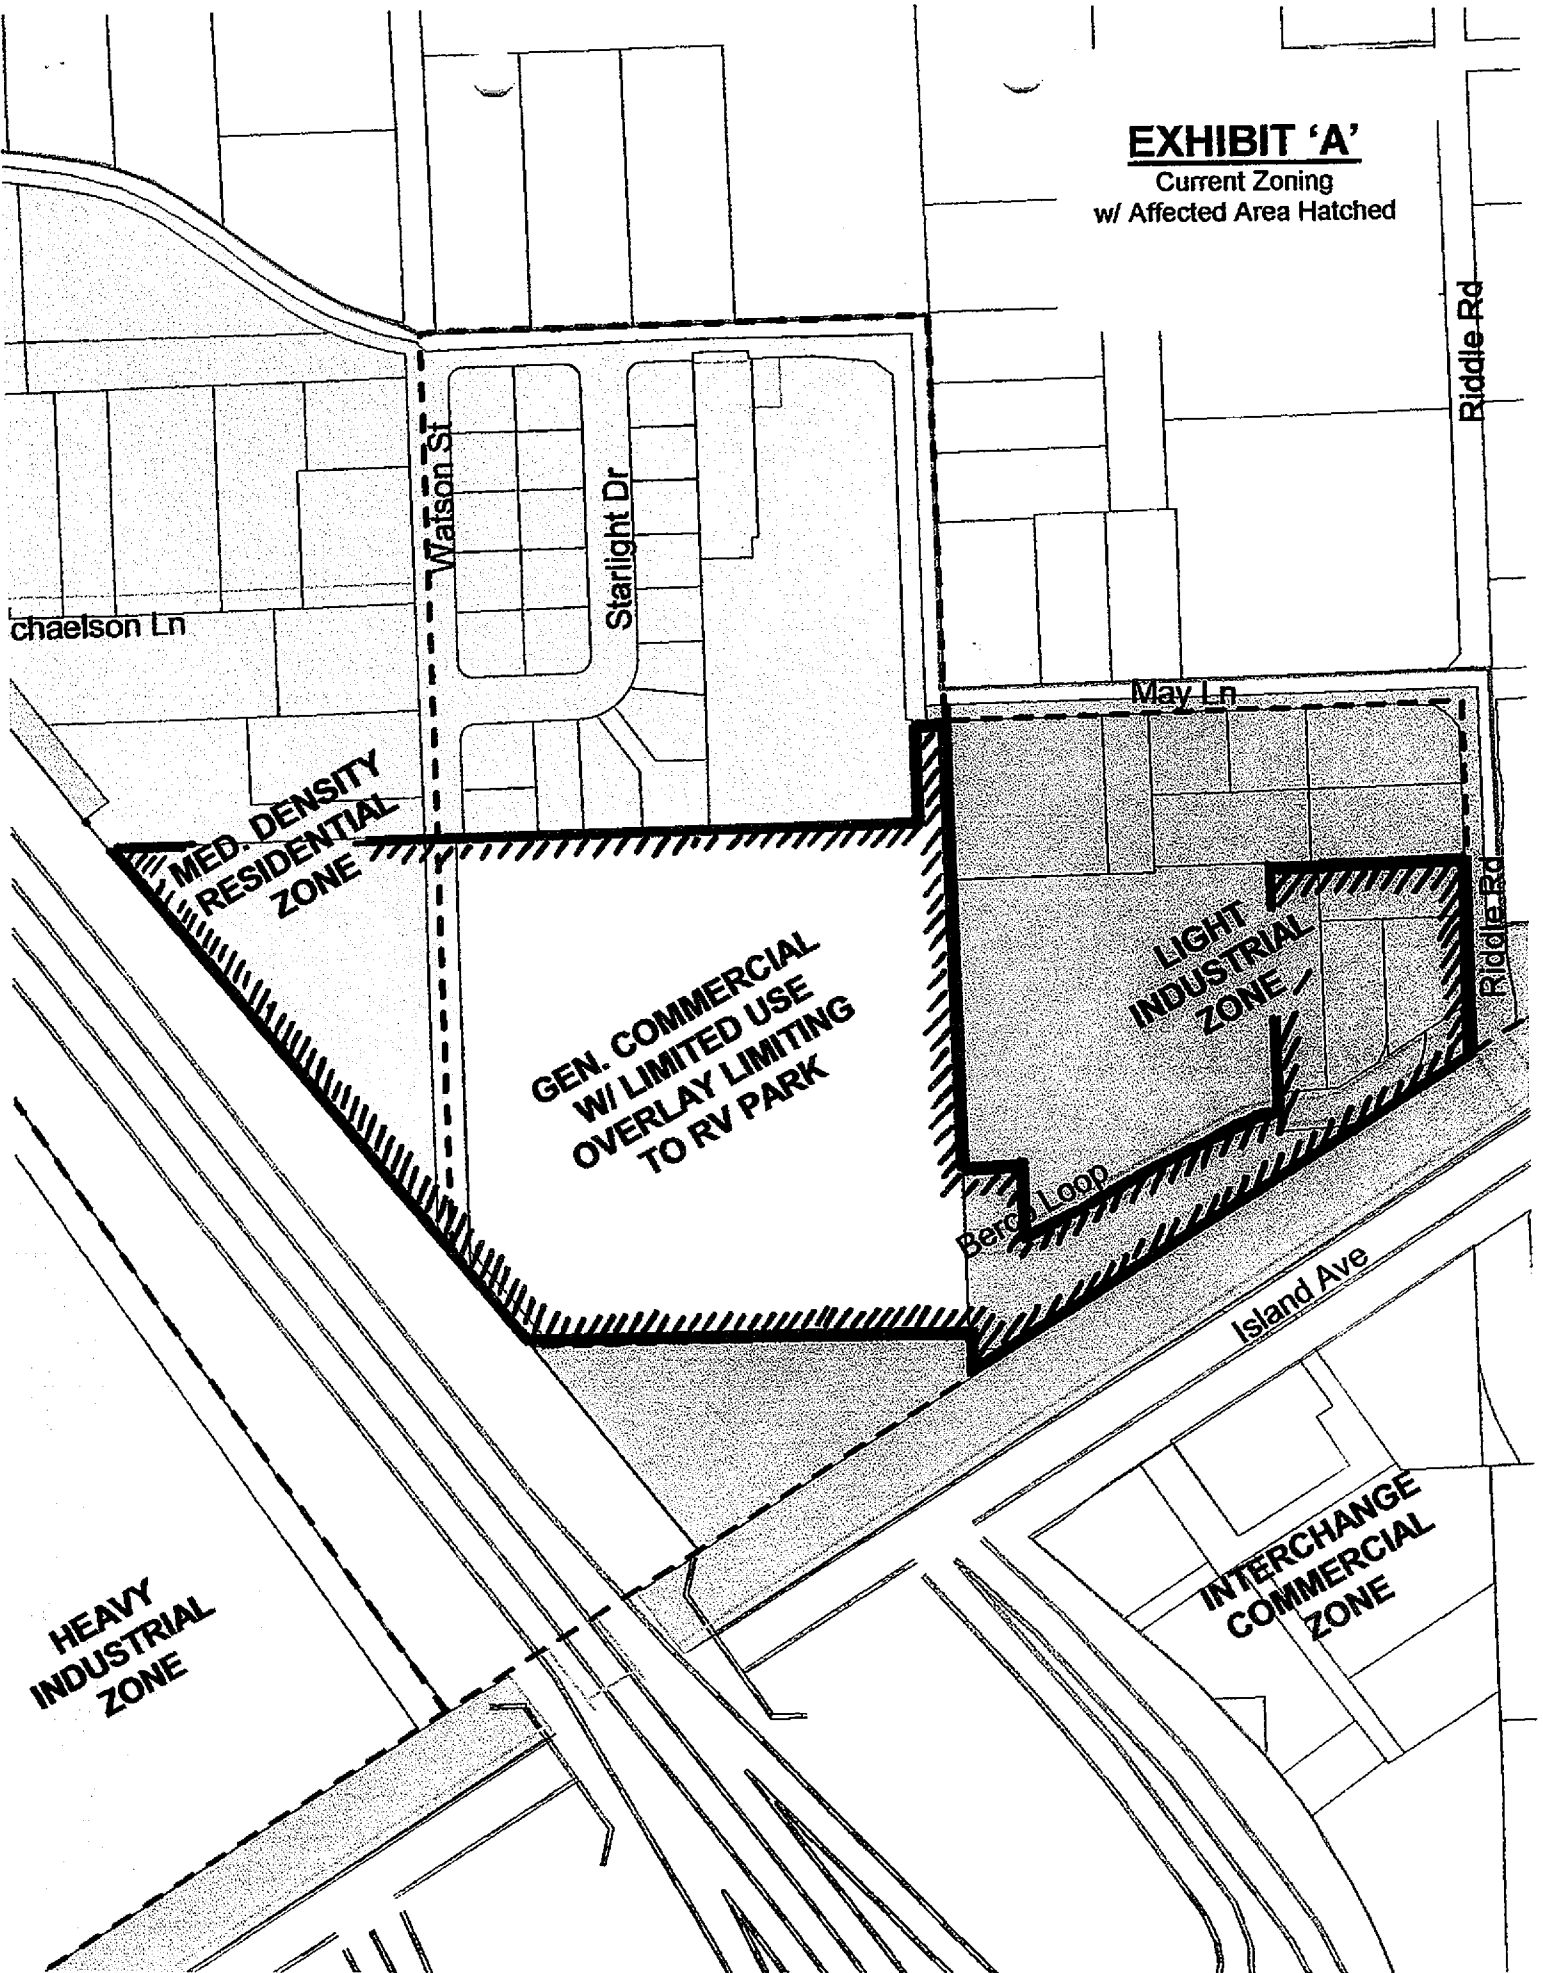 EXHIBIT ‘A’
Current Zoning
w/ Affected Area Hatched
Riddle Rd
Watson St
Starlight Dr
chaelson Ln
May Ln
MED. DENSITY
RESIDENTIAL
ZONE
LIGHT
INDUSTRIAL
ZONE
Riddle Rd
GEN. COMMERCIAL
W/ LIMITED USE
OVERLAY LIMITING
TO RV PARK
Berco Loop
Island Ave
INTERCHANGE
COMMERCIAL
ZONE
HEAVY
INDUSTRIAL
ZONE